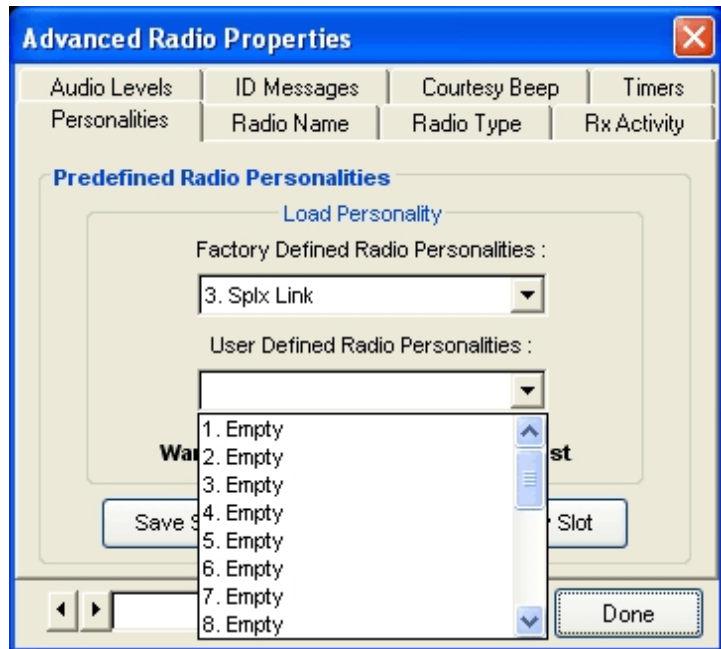 Advanced Radio Properties
Audio Levels ID Messages Courtesy Beep Timers
Personalities Radio Name Radio Type Rx Activity
Predefined Radio Personalities
Load Personality
Factory Defined Radio Personalities :
3. Splx Link
User Defined Radio Personalities :
1. Empty
2. Empty
3. Empty
4. Empty
5. Empty
6. Empty
7. Empty
8. Empty
Save Slot
Done